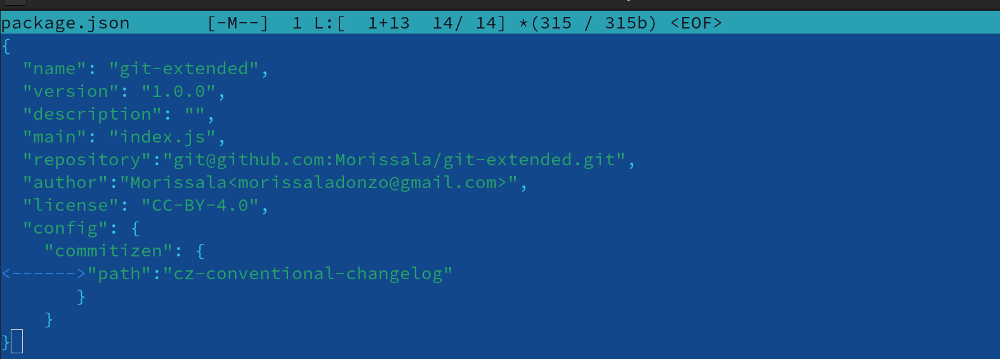 package.json       [-M--]  1 L:[  1+13  14/ 14] *(315 / 315b) <EOF>
{
  "name": "git-extended",
  "version": "1.0.0",
  "description": "",
  "main": "index.js",
  "repository":"git@github.com:Morissala/git-extended.git",
  "author":"Morissala<morissaladonzo@gmail.com>",
  "license": "CC-BY-4.0",
  "config": {
    "commitizen": {
<------>"path":"cz-conventional-changelog"
       }
    }
}